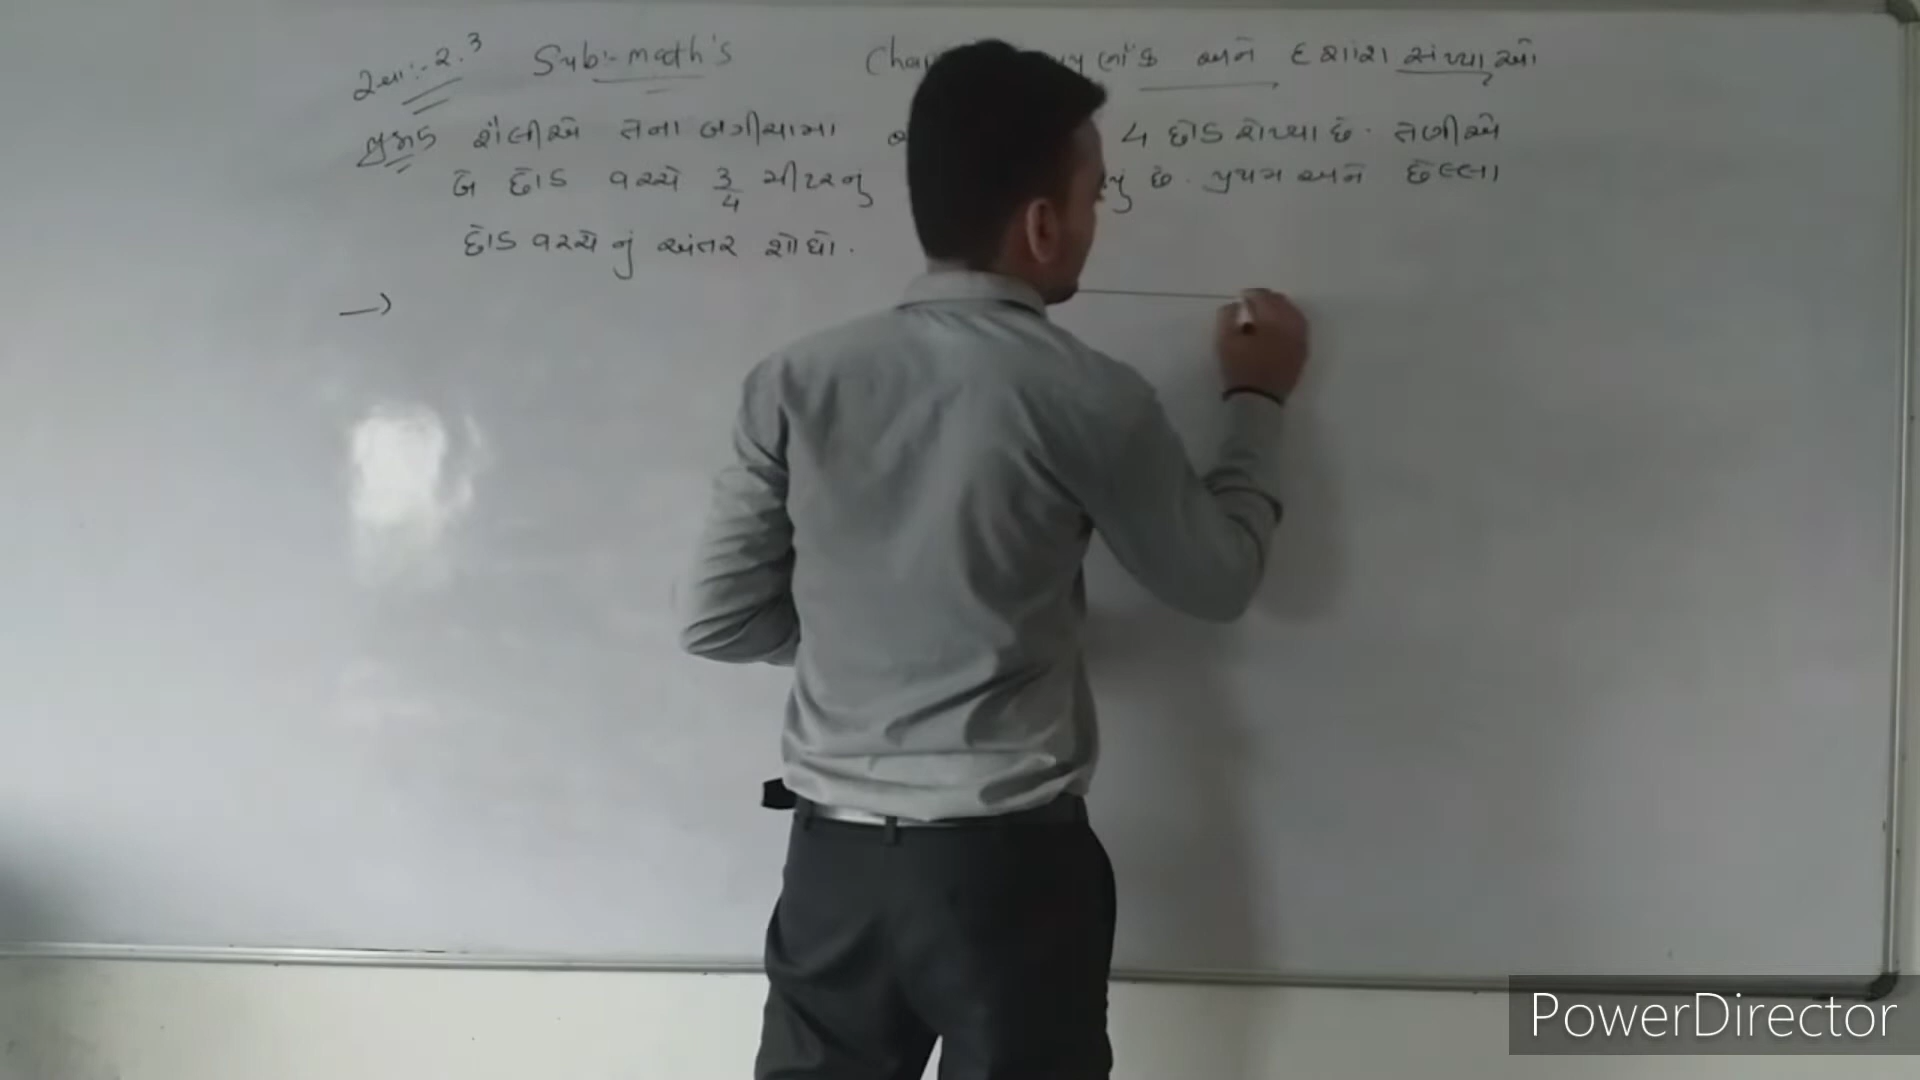 સ્વા:-2.3 Sub:-math's Cha અને દશાંશ સંખ્યાઓ
પ્રશ્ન5 શૈલીએ તેના બગીચામા 4 છોડ રોપ્યા છે. તેણીએ
બે છોડ વચ્ચે 3/4 મીટરનું છે. પ્રથમ અને છેલ્લા
છોડ વચ્ચેનું અંતર શોધો.
→
PowerDirector